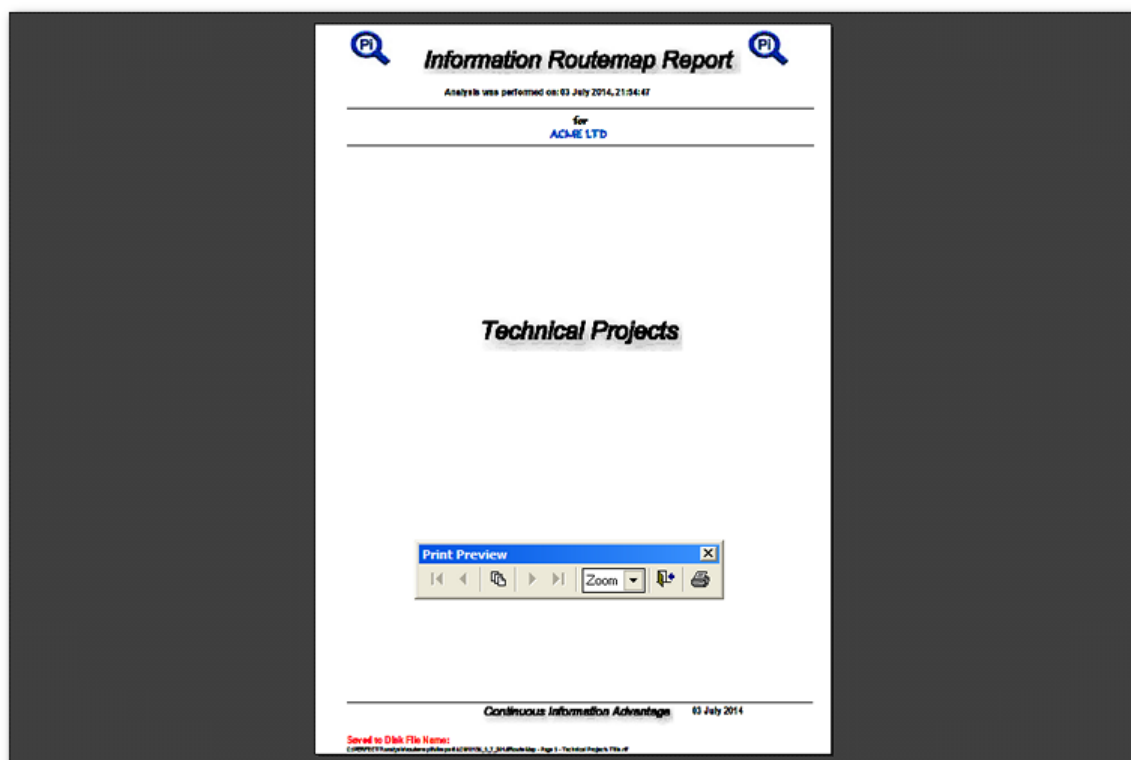 Pi
Pi
Information Routemap Report
Analysis was performed on: 03 July 2014, 21:54:47
for
ACME LTD
Technical Projects
Print Preview
Zoom
Continuous Information Advantage 03 July 2014
Saved to Disk File Name: